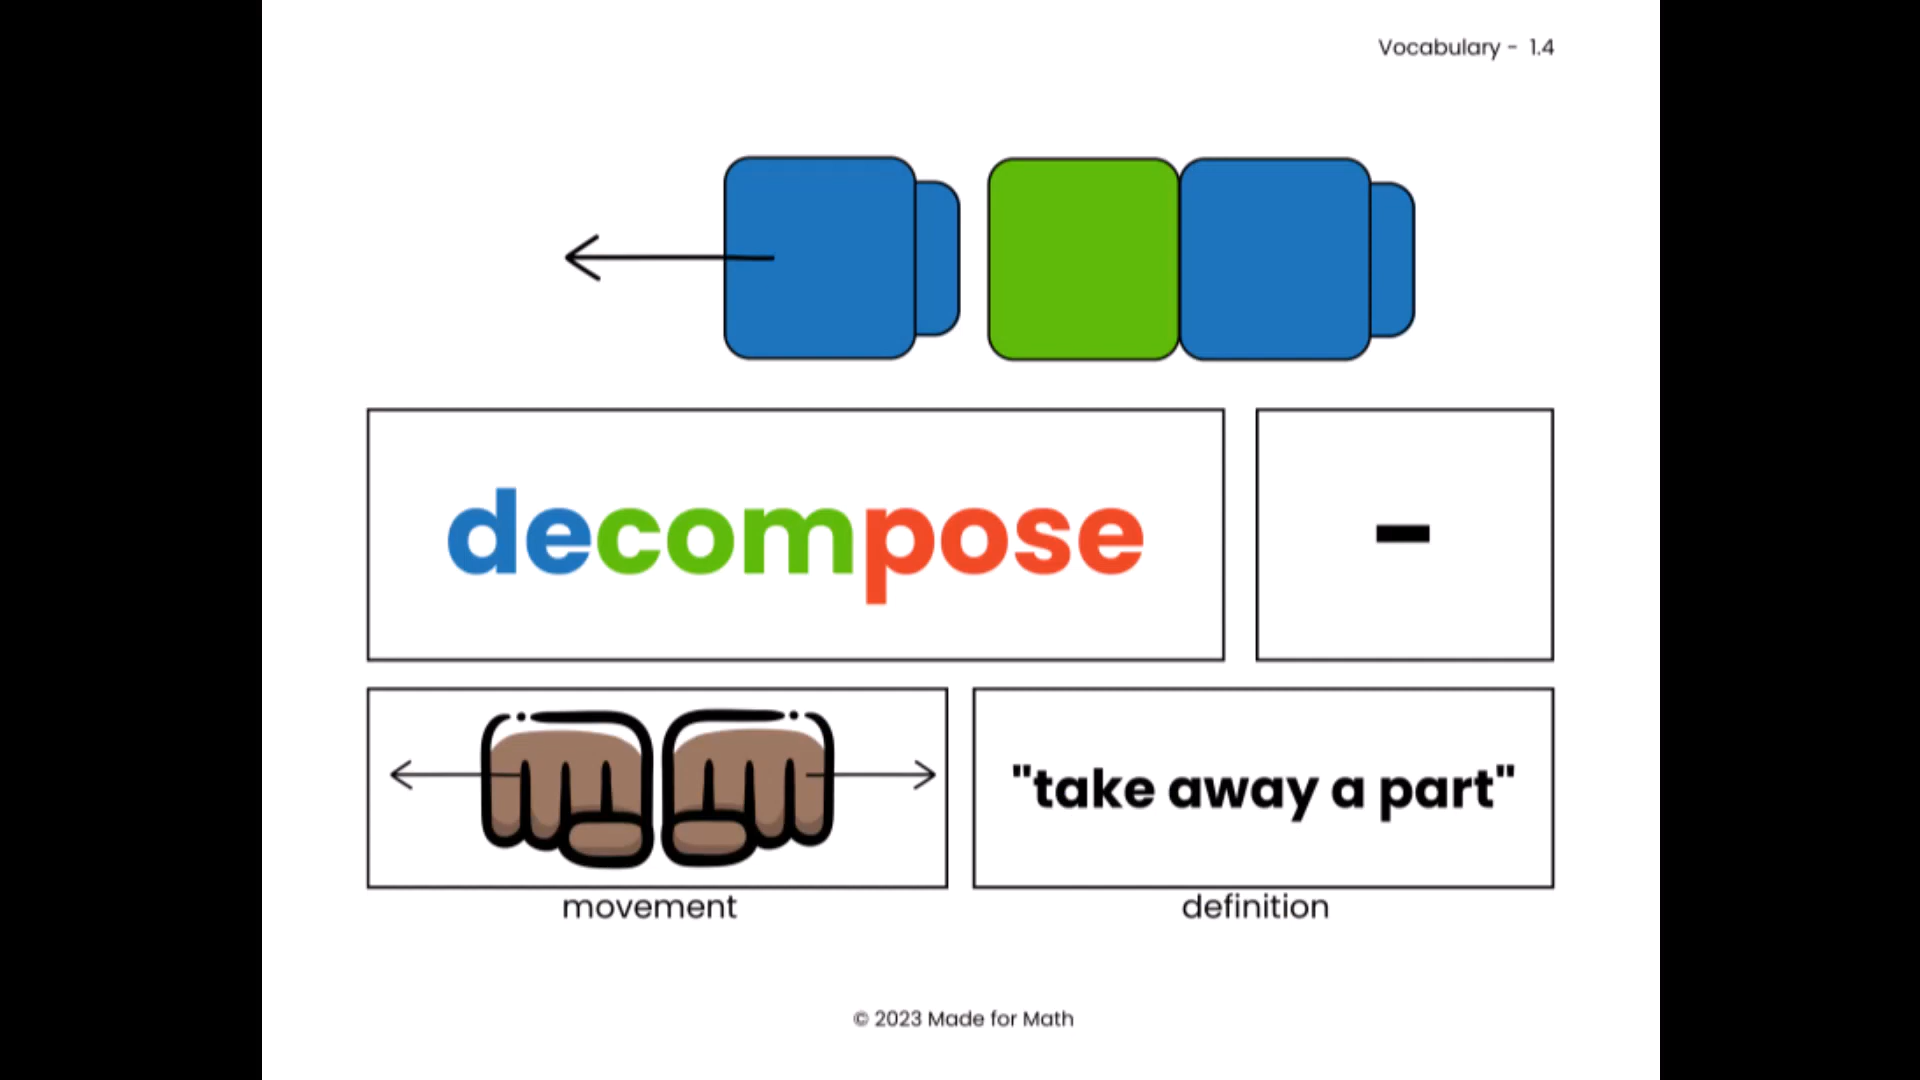 Vocabulary - 1.4
decompose
-
"take away a part"
movement
definition
© 2023 Made for Math